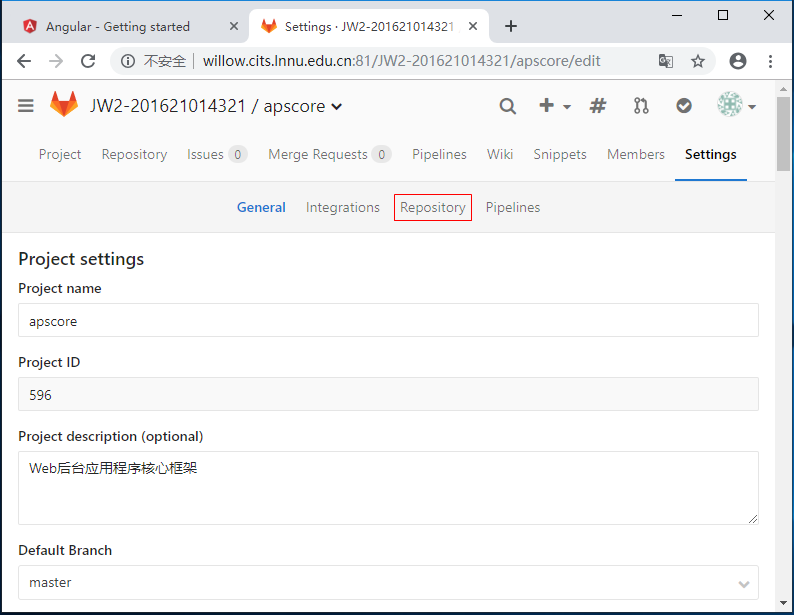 Angular - Getting started
Settings · JW2-201621014321
不安全 willow.cits.lnnu.edu.cn:81/JW2-201621014321/apscore/edit
JW2-201621014321 / apscore
Project Repository Issues 0 Merge Requests 0 Pipelines Wiki Snippets Members Settings
General Integrations Repository Pipelines
Project settings
Project name
apscore
Project ID
596
Project description (optional)
Web后台应用程序核心框架
Default Branch
master